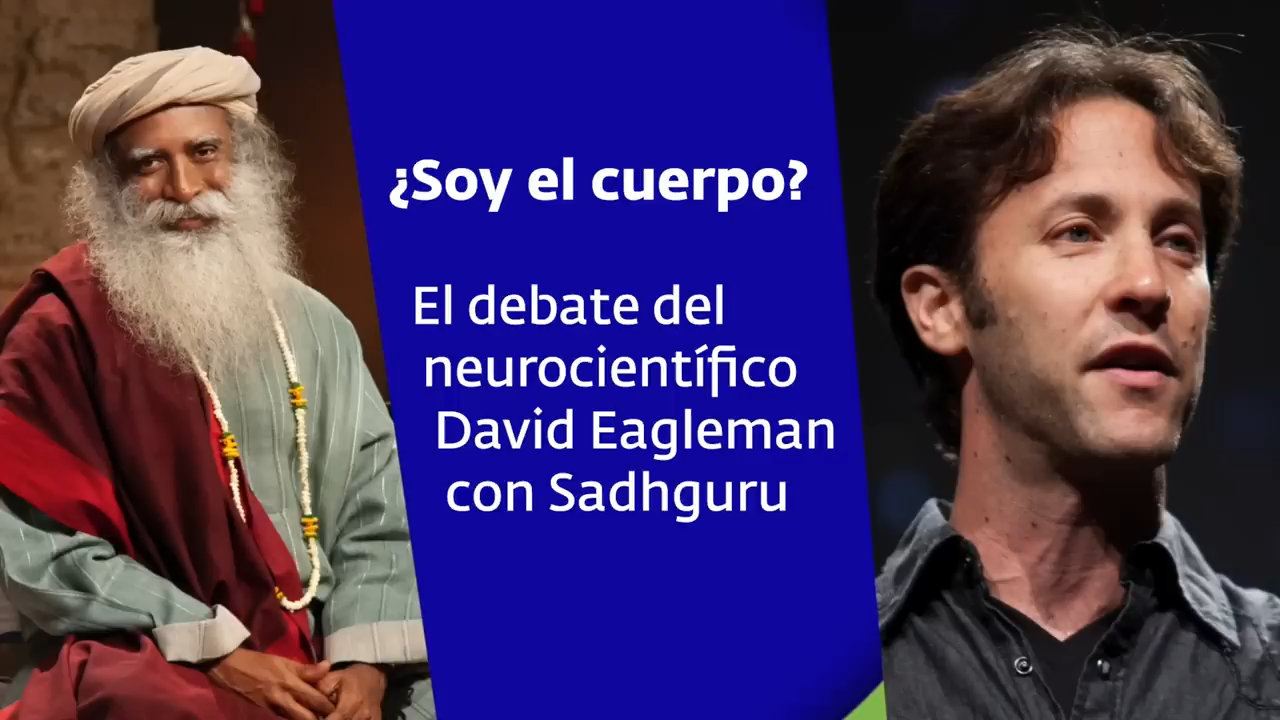 ¿Soy el cuerpo?
El debate del
neurocientífico
David Eagleman
con Sadhguru